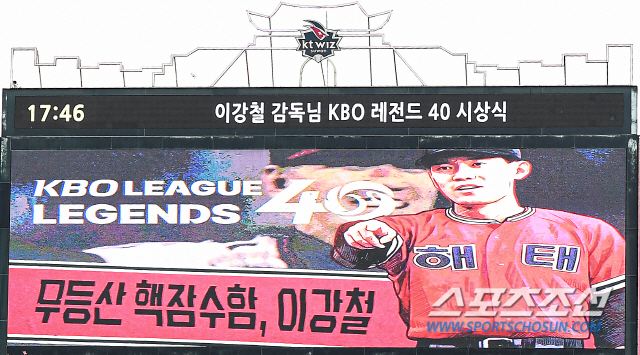 kt wiz
suwon
17:46 이강철 감독님 KBO 레전드 40 시상식
KBO LEAGUE
LEGENDS 40
해태
무등산 핵잠수함, 이강철
스포츠조선
WWW.SPORTSCHOSUN.COM